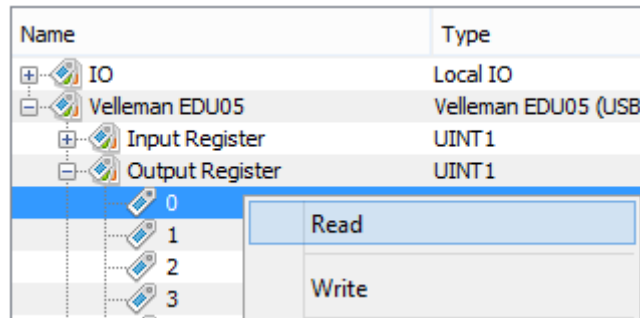 Name Type
IO Local IO
Velleman EDU05 Velleman EDU05 (USB
Input Register UINT1
Output Register UINT1
0
Read
1
2
Write
3